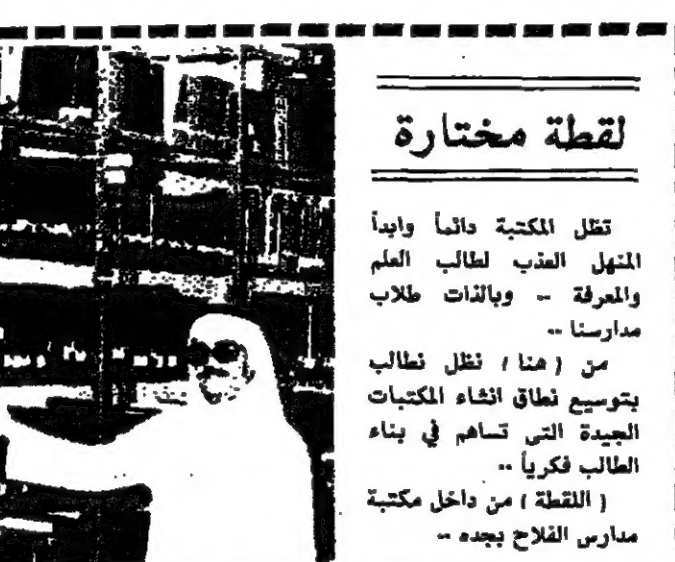 لقطة مختارة
تظل المكتبة دائماً وابداً
المنهل العذب لطالب العلم
والمعرفة .. وبالذات طلاب
مدارسنا ..
من ( هنا ) نظل نطالب
بتوسيع نطاق انشاء المكتبات
الجيدة التى تساهم في بناء
الطالب فكرياً ..
( اللقطة ) من داخل مكتبة
مدارس الفلاح بجده ..